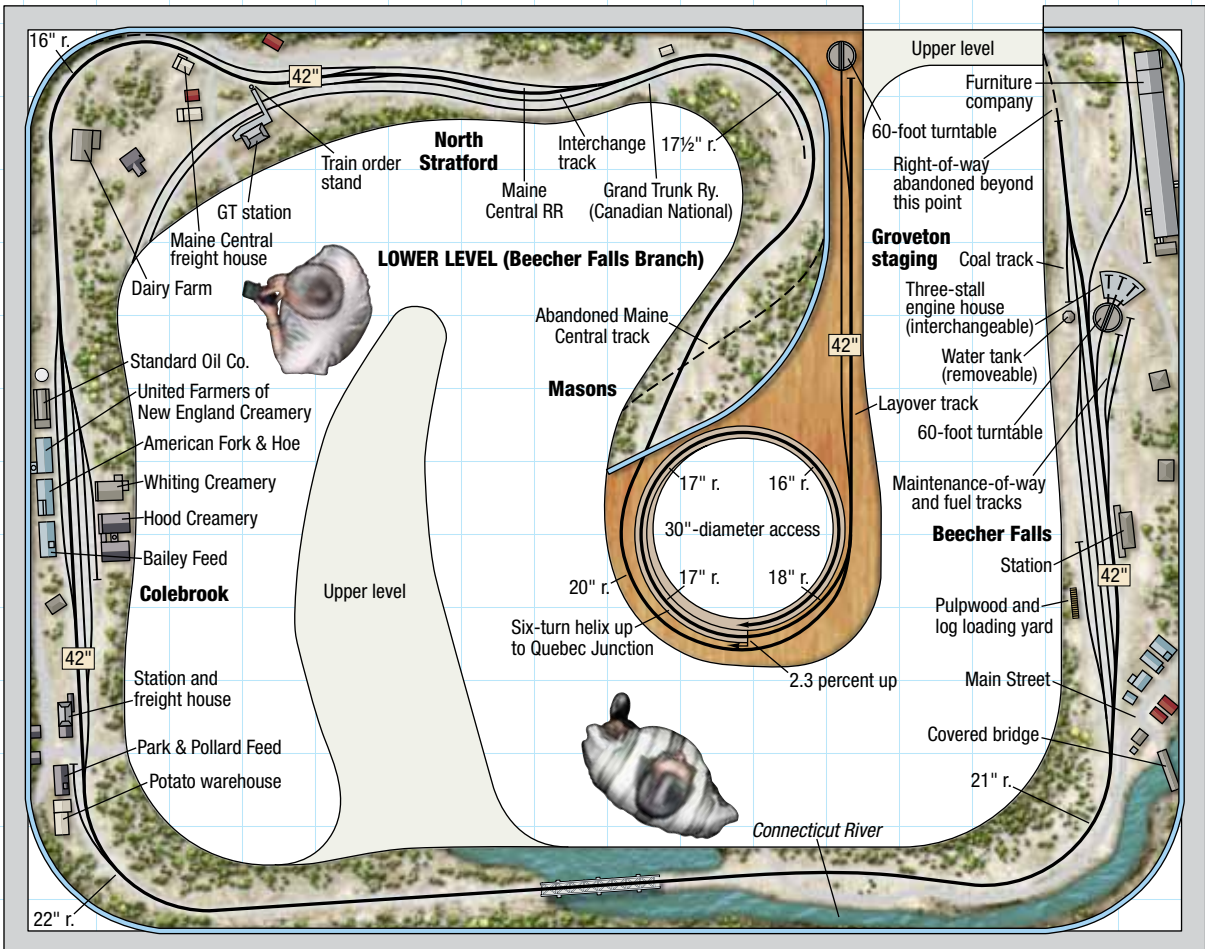 16" r.
42"
North
Stratford
Train order
stand
GT station
Maine Central
freight house
Dairy Farm
Interchange
track
17½" r.
Maine
Central RR
Grand Trunk Ry.
(Canadian National)
LOWER LEVEL (Beecher Falls Branch)
Abandoned Maine
Central track
Masons
Upper level
60-foot turntable
Furniture
company
Right-of-way
abandoned beyond
this point
Groveton
staging
Coal track
Three-stall
engine house
(interchangeable)
Water tank
(removeable)
42"
Layover track
60-foot turntable
Maintenance-of-way
and fuel tracks
Beecher Falls
Station
42"
Pulpwood and
log loading yard
Main Street
Covered bridge
21" r.
Connecticut River
17" r.
16" r.
30"-diameter access
17" r.
18" r.
20" r.
Six-turn helix up
to Quebec Junction
2.3 percent up
Upper level
Standard Oil Co.
United Farmers of
New England Creamery
American Fork & Hoe
Whiting Creamery
Hood Creamery
Bailey Feed
Colebrook
42"
Station and
freight house
Park & Pollard Feed
Potato warehouse
22" r.